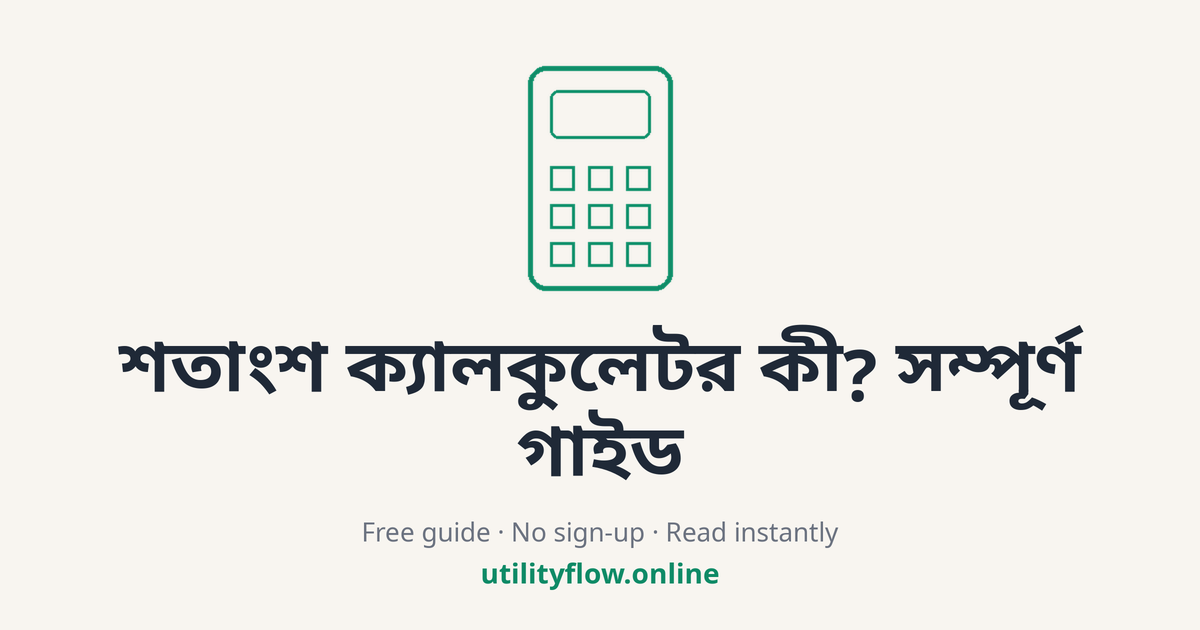 শতাংশ ক্যালকুলেটর কী? সম্পূর্ণ
গাইড
Free guide · No sign-up · Read instantly
utilityflow.online